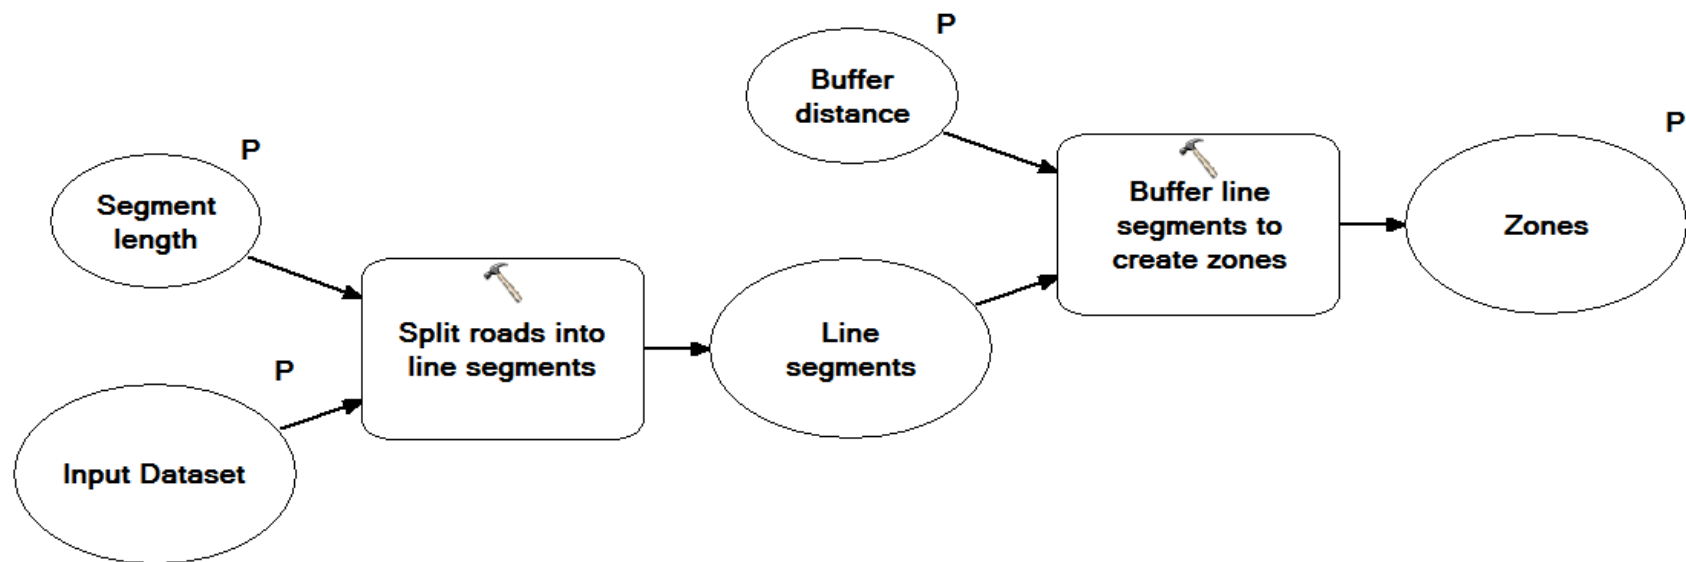 P
Segment
length
P
Input Dataset
Split roads into
line segments
Line
segments
P
Buffer
distance
Buffer line
segments to
create zones
P
Zones